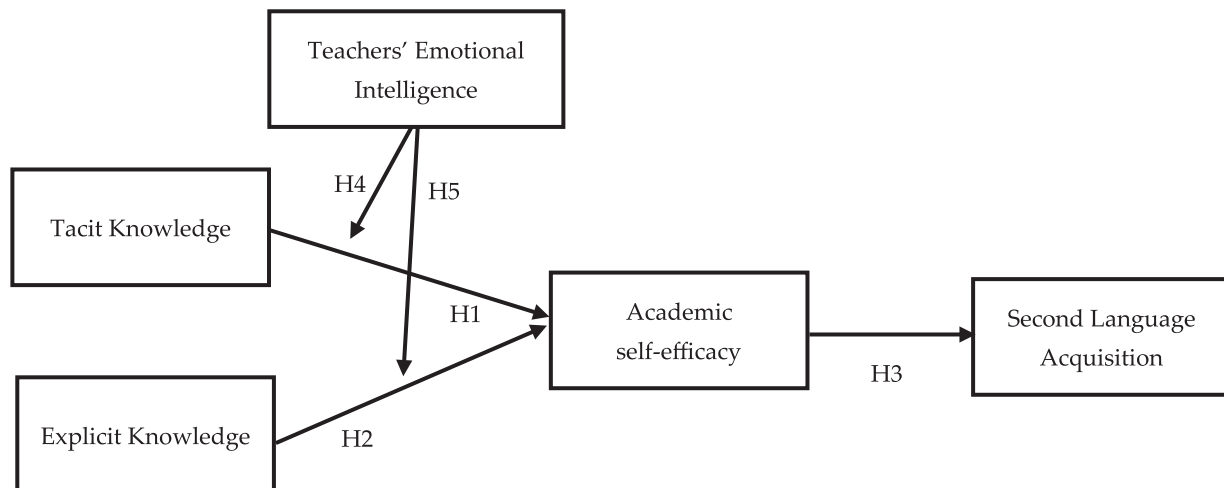 Teachers’ Emotional
Intelligence
H4
H5
Tacit Knowledge
H1
Academic
self-efficacy
Second Language
Acquisition
H3
Explicit Knowledge
H2